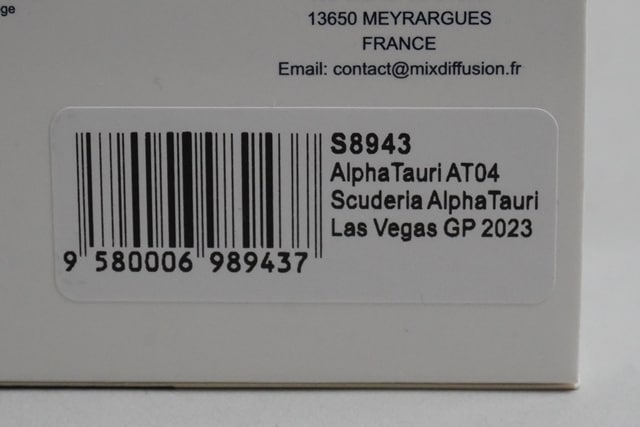 ge
13650 MEYRARGUES
FRANCE
Email: contact@mixdiffusion.fr
S8943
AlphaTauri AT04
Scuderia AlphaTauri
Las Vegas GP 2023
9 580006 989437